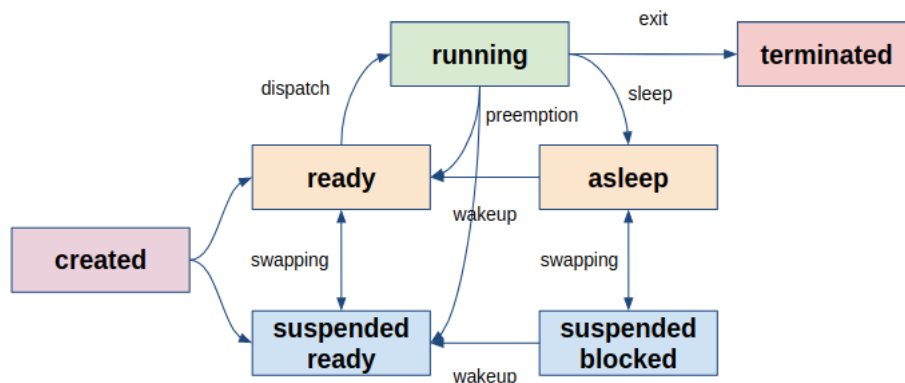 exit
running
terminated
dispatch
sleep
preemption
ready
asleep
wakeup
created
swapping
swapping
suspended
ready
suspended
blocked
wakeup